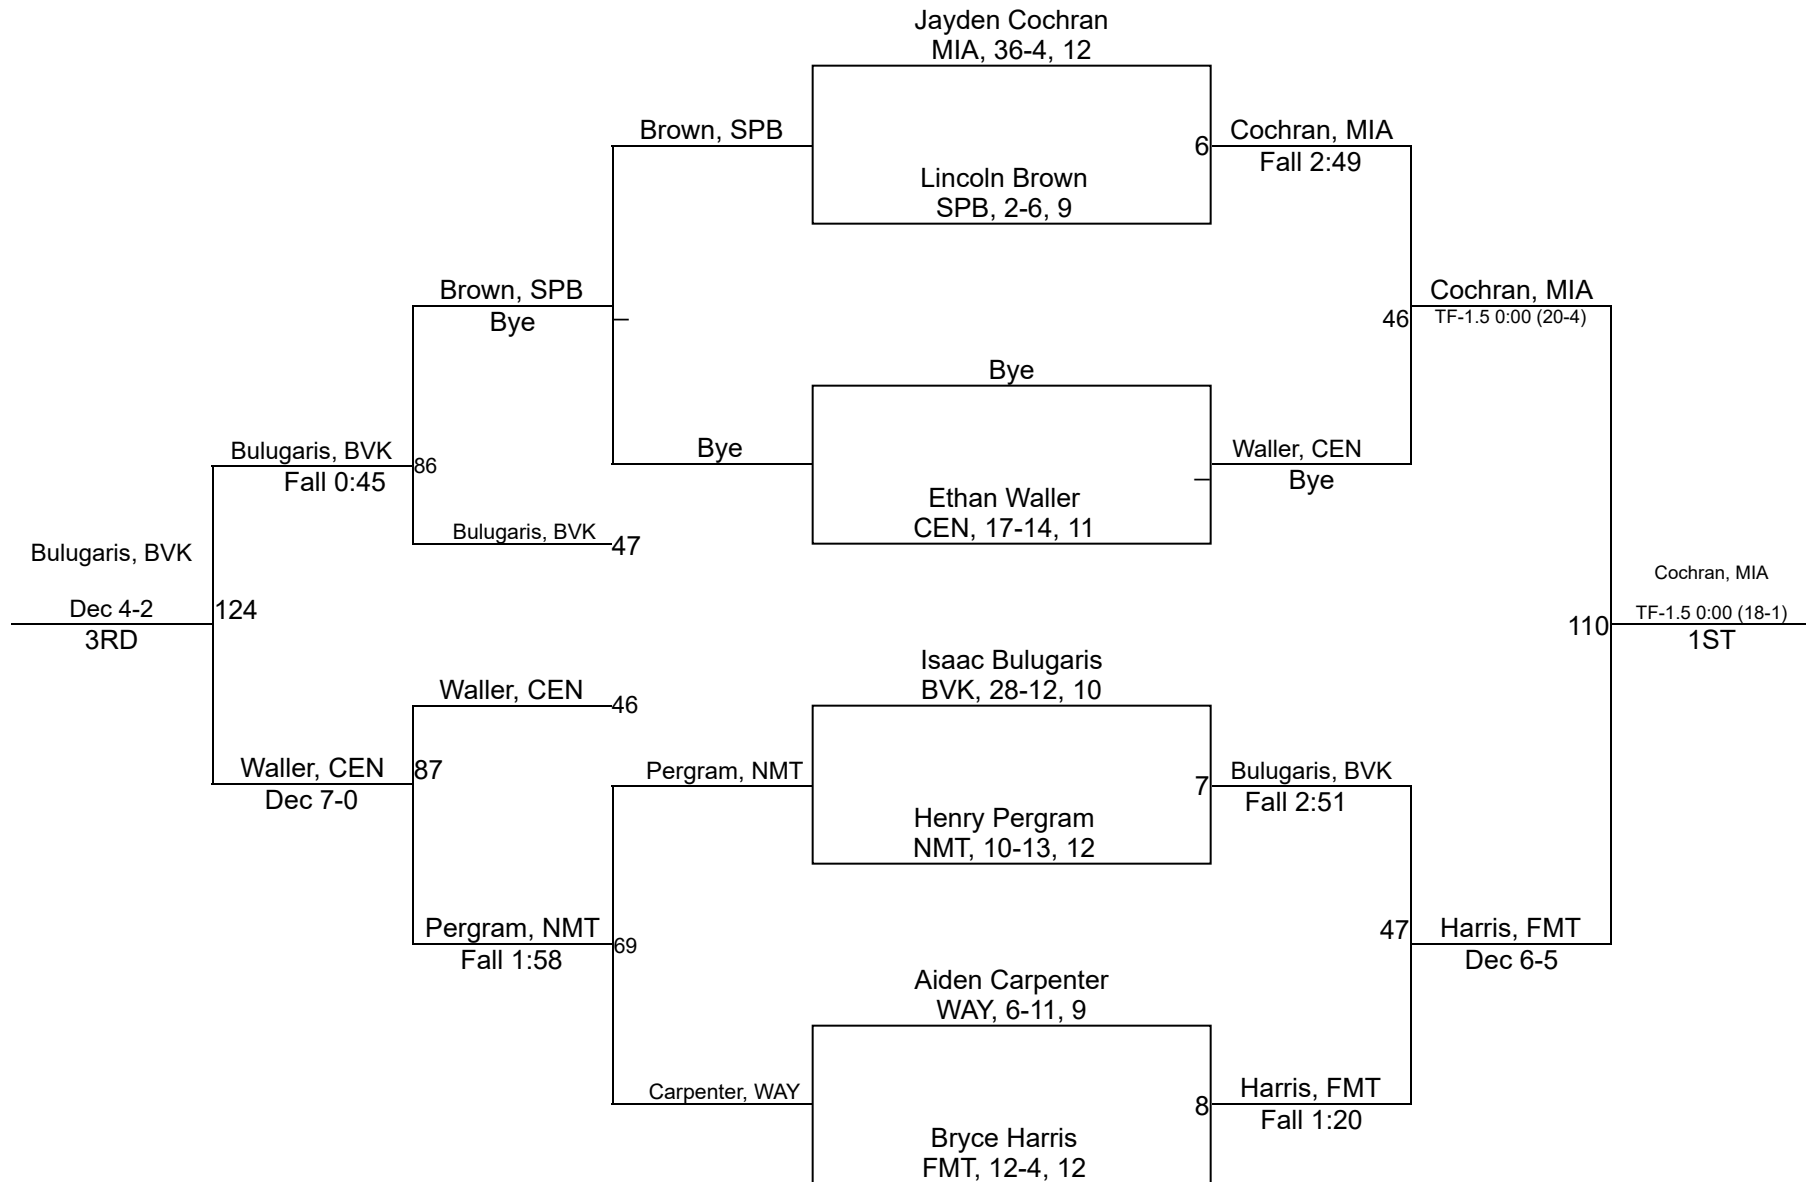 Jayden Cochran
MIA, 36-4, 12
Brown, SPB
6
Cochran, MIA
Fall 2:49
Lincoln Brown
SPB, 2-6, 9
Brown, SPB
Bye
Cochran, MIA
46
TF-1.5 0:00 (20-4)
Bye
Bulugaris, BVK
Fall 0:45
86
Bye
Waller, CEN
Bye
Ethan Waller
CEN, 17-14, 11
Bulugaris, BVK
47
Bulugaris, BVK
Dec 4-2
3RD
124
Cochran, MIA
TF-1.5 0:00 (18-1)
1ST
110
Isaac Bulugaris
BVK, 28-12, 10
Waller, CEN
46
Waller, CEN
Dec 7-0
87
Pergram, NMT
7
Bulugaris, BVK
Fall 2:51
Henry Pergram
NMT, 10-13, 12
Pergram, NMT
Fall 1:58
69
47
Harris, FMT
Dec 6-5
Aiden Carpenter
WAY, 6-11, 9
Carpenter, WAY
8
Harris, FMT
Fall 1:20
Bryce Harris
FMT, 12-4, 12